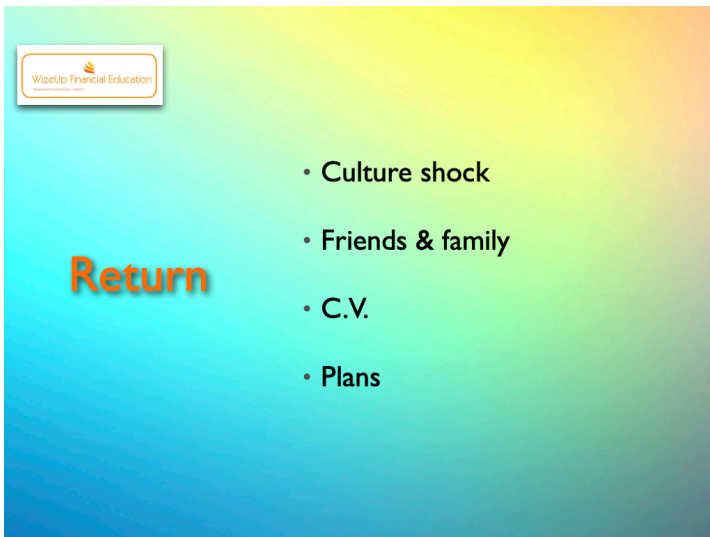 WizeUp Financial Education
Return
• Culture shock
• Friends & family
• C.V.
• Plans